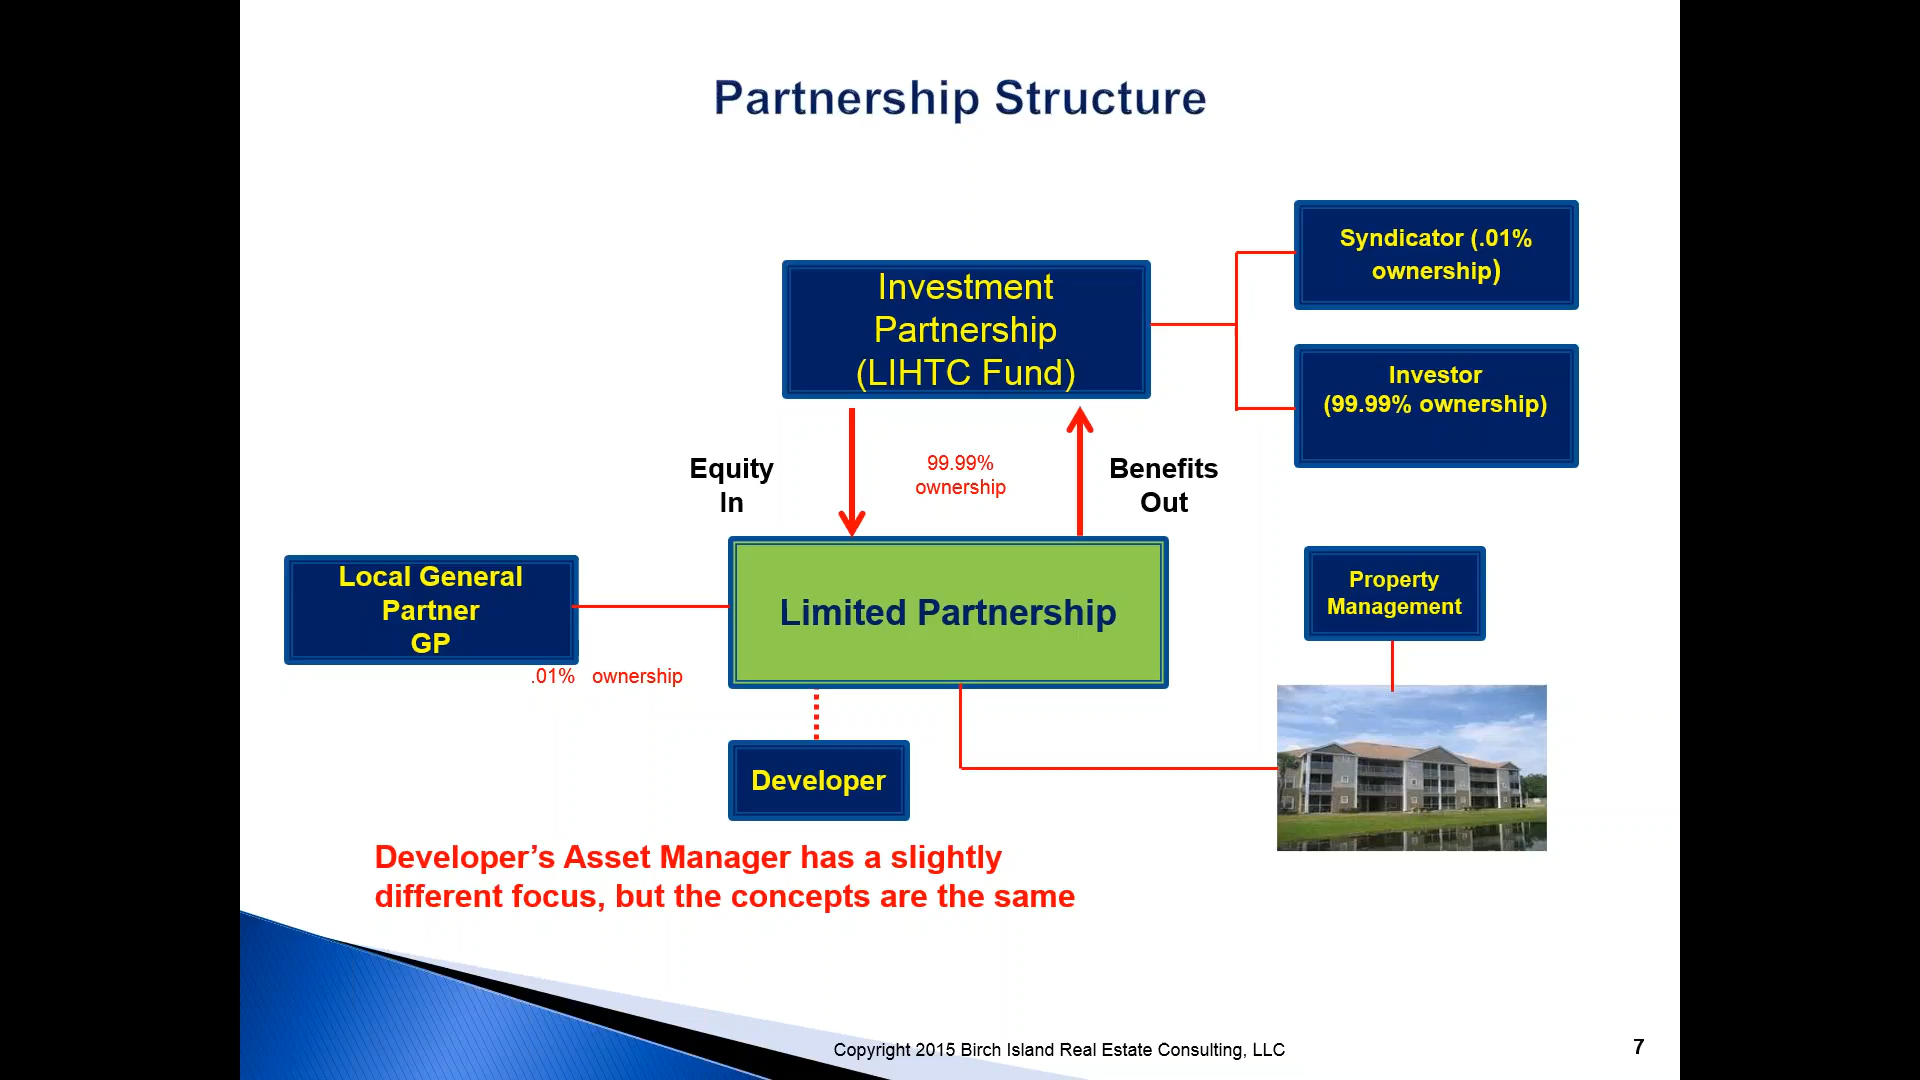 Partnership Structure
Syndicator (.01%
ownership)
Investment
Partnership
(LIHTC Fund)
Investor
(99.99% ownership)
Equity
In
99.99%
ownership
Benefits
Out
Local General
Partner
GP
.01% ownership
Limited Partnership
Property
Management
Developer
Developer’s Asset Manager has a slightly
different focus, but the concepts are the same
Copyright 2015 Birch Island Real Estate Consulting, LLC
7